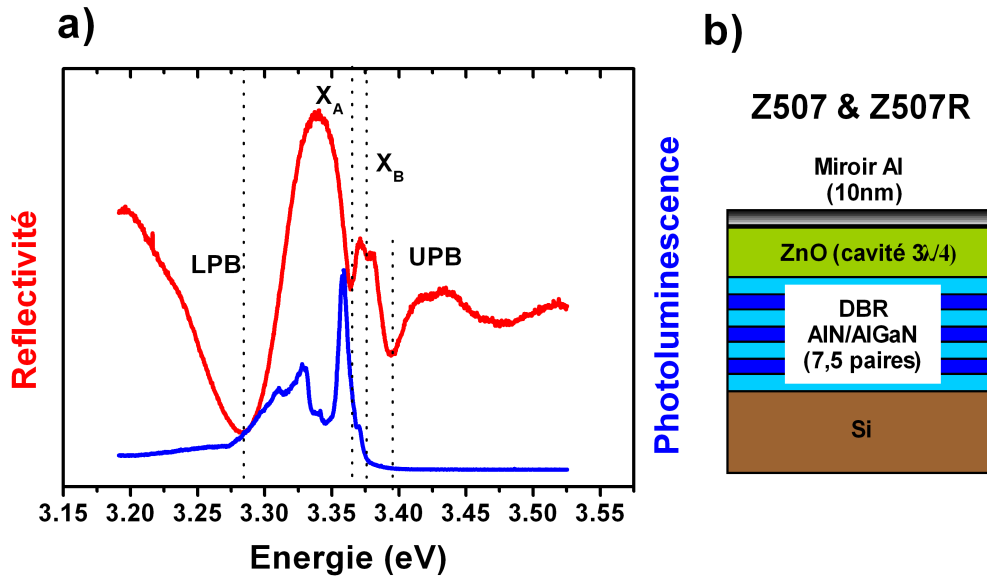 a)
Reflectivité
LPB
X_A
X_B
UPB
3.15 3.20 3.25 3.30 3.35 3.40 3.45 3.50 3.55
Energie (eV)
Photoluminescence
b)
Z507 & Z507R
Miroir Al
(10nm)
ZnO (cavité 3λ/4)
DBR
AlN/AlGaN
(7,5 paires)
Si